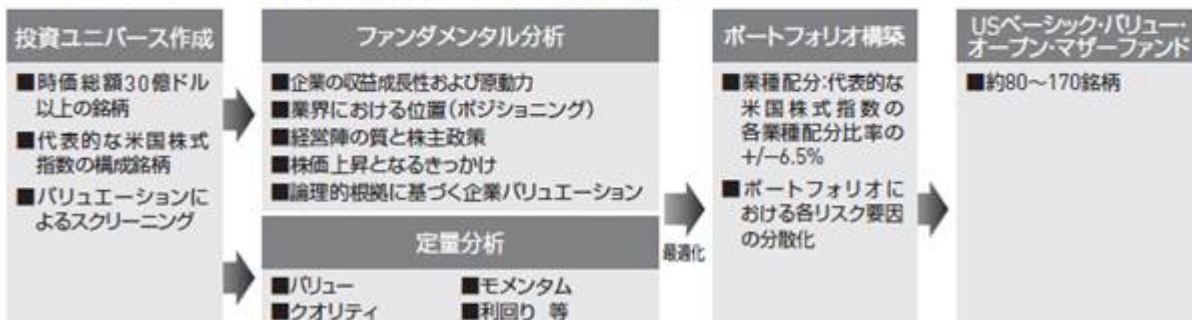 投資ユニバース作成
■時価総額30億ドル
以上の銘柄
■代表的な米国株式
指数の構成銘柄
■バリュエーションに
よるスクリーニング
ファンダメンタル分析
■企業の収益成長性および原動力
■業界における位置(ポジショニング)
■経営陣の質と株主政策
■株価上昇となるきっかけ
■論理的根拠に基づく企業バリュエーション
定量分析
■バリュー ■モメンタム
■クオリティ ■利回り 等
最適化
ポートフォリオ構築
■業種配分:代表的な
米国株式指数の
各業種配分比率の
+/−6.5%
■ポートフォリオに
おける各リスク要因
の分散化
USベーシック・バリュー・
オープン・マザーファンド
■約80〜170銘柄